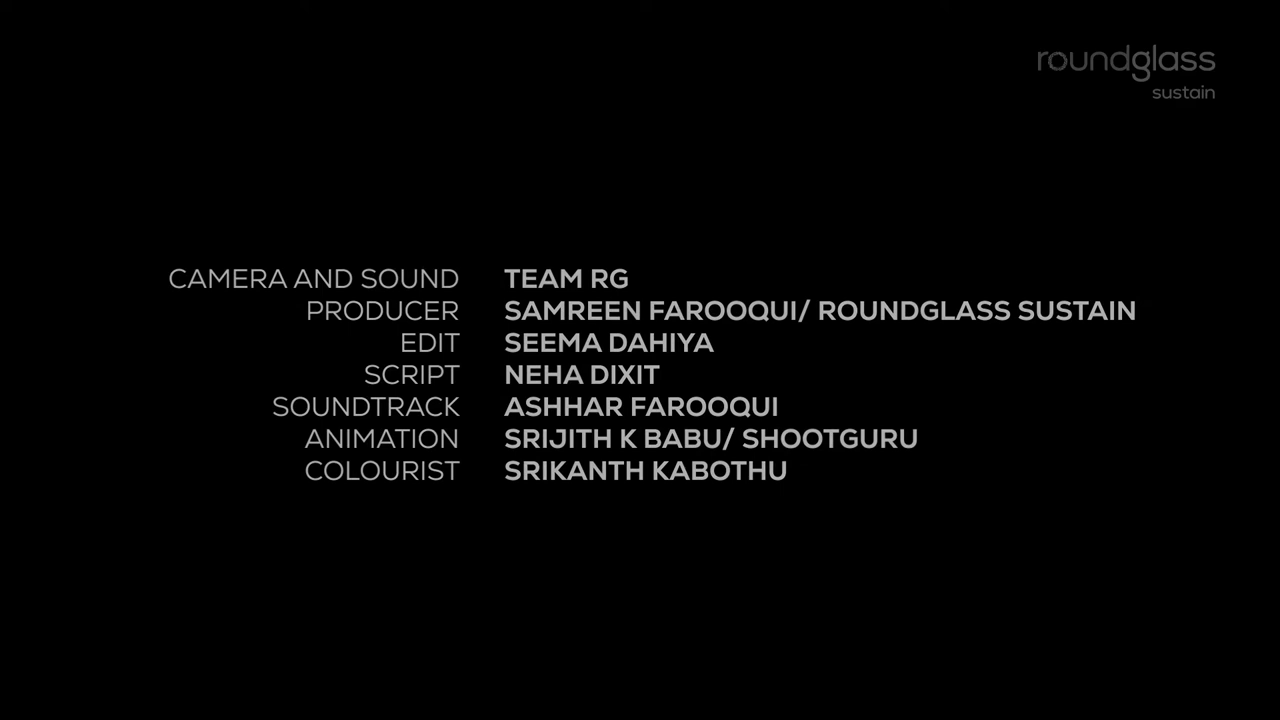 roundglass
sustain
CAMERA AND SOUND TEAM RG
PRODUCER SAMREEN FAROOQUI/ ROUNDGLASS SUSTAIN
EDIT SEEMA DAHIYA
SCRIPT NEHA DIXIT
SOUNDTRACK ASHHAR FAROOQUI
ANIMATION SRIJITH K BABU/ SHOOTGURU
COLOURIST SRIKANTH KABOTHU